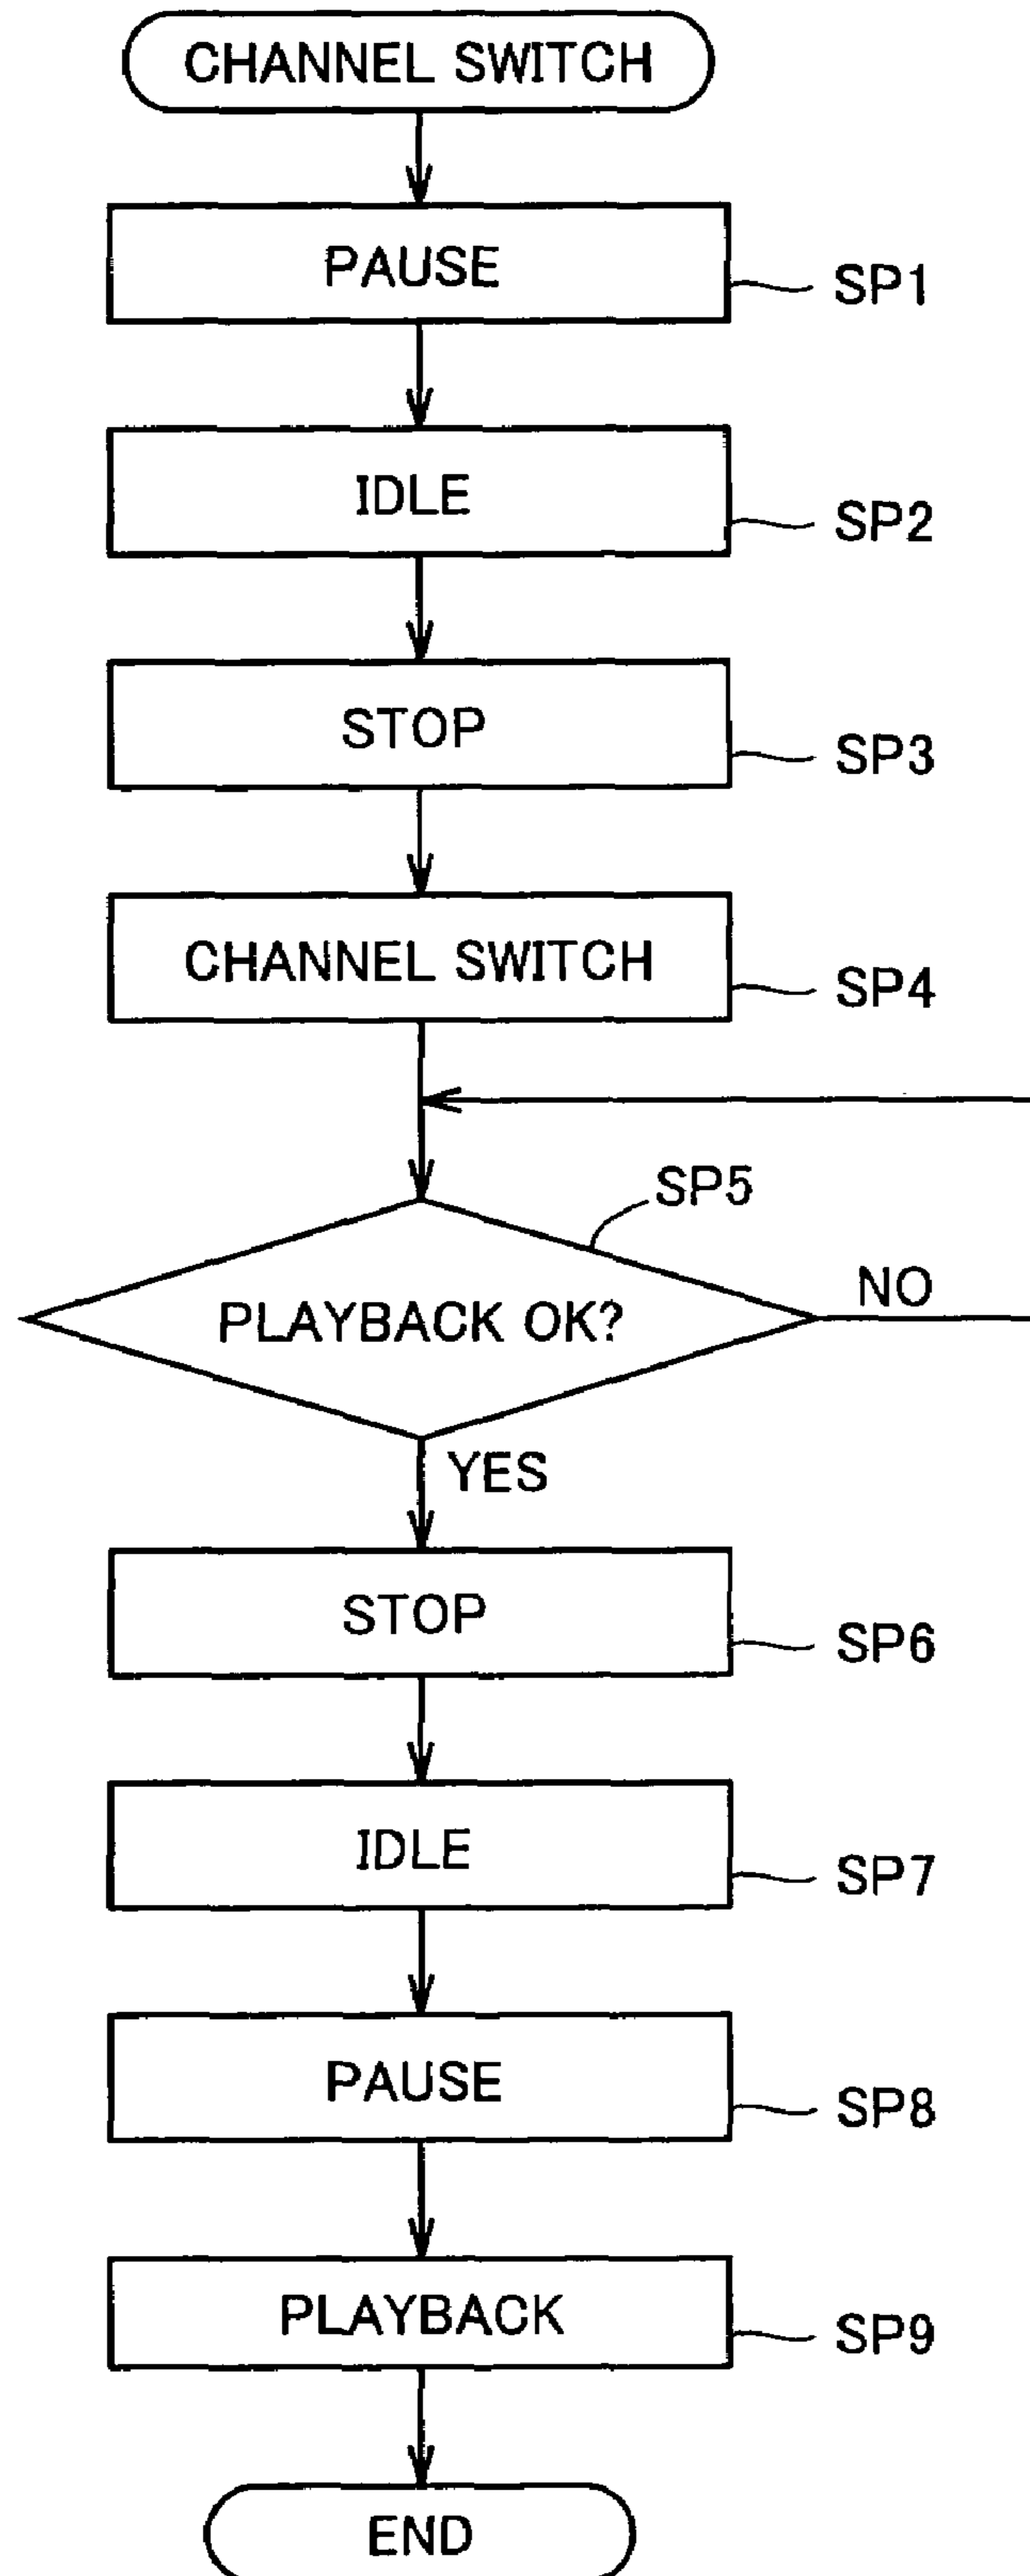 CHANNEL SWITCH
PAUSE
SP1
IDLE
SP2
STOP
SP3
CHANNEL SWITCH
SP4
SP5
PLAYBACK OK?
NO
YES
STOP
SP6
IDLE
SP7
PAUSE
SP8
PLAYBACK
SP9
END